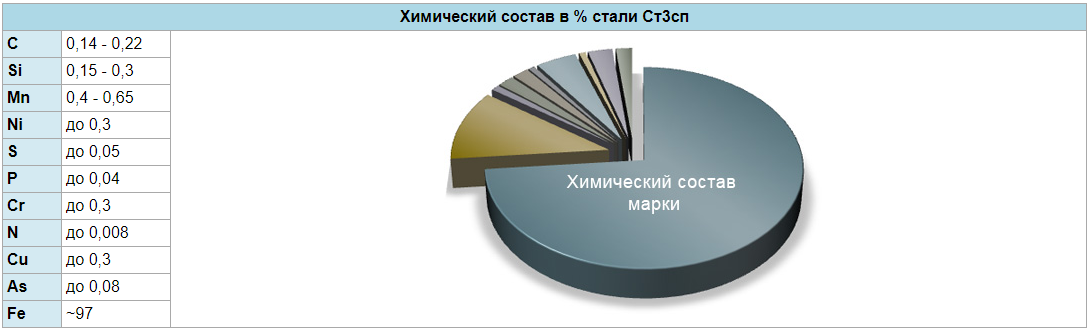 Химический состав в % стали Ст3сп
C 0,14 - 0,22
Si 0,15 - 0,3
Mn 0,4 - 0,65
Ni до 0,3
S до 0,05
P до 0,04
Cr до 0,3
N до 0,008
Cu до 0,3
As до 0,08
Fe ~97
Химический состав
марки